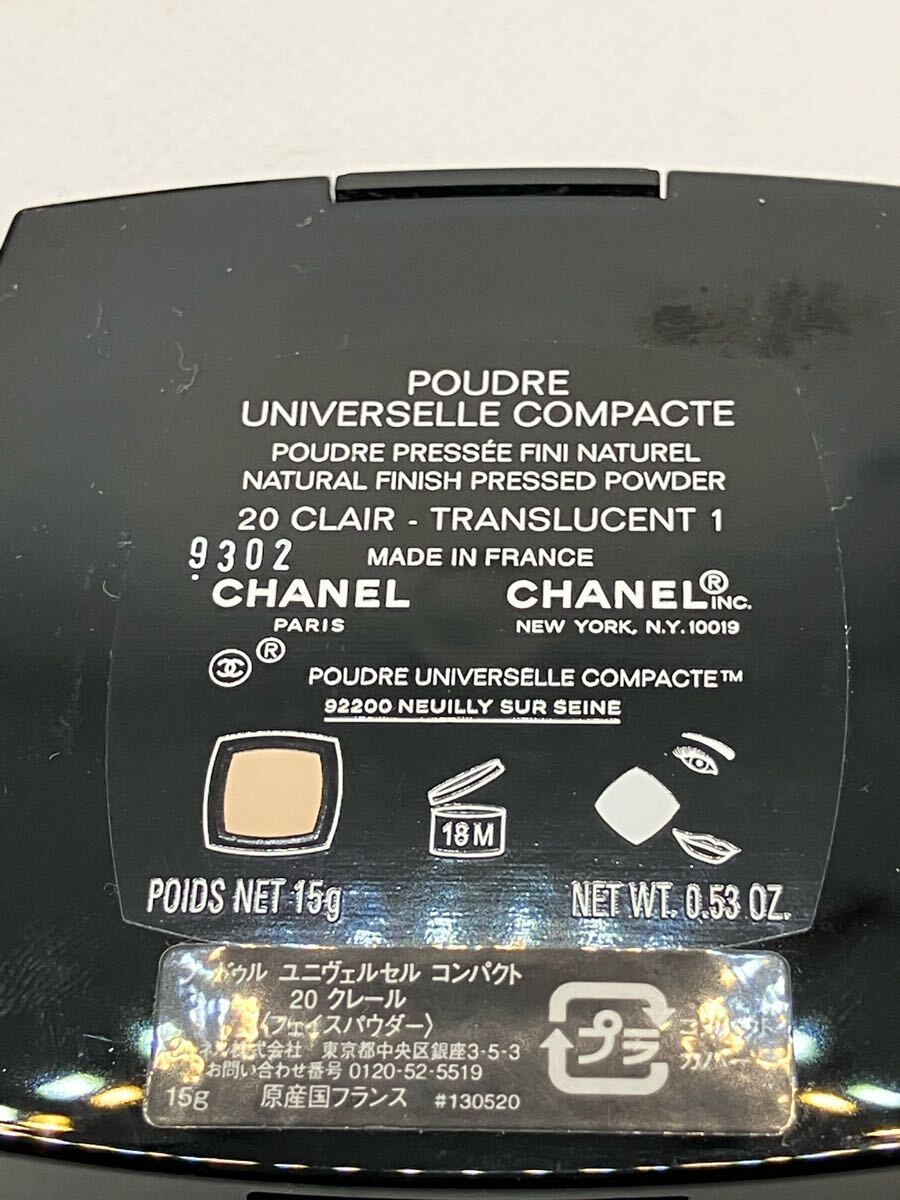 POUDRE
UNIVERSELLE COMPACTE
POUDRE PRESSÉE FINI NATUREL
NATURAL FINISH PRESSED POWDER
20 CLAIR - TRANSLUCENT 1
9302
MADE IN FRANCE
CHANEL
PARIS
CHANEL® INC.
NEW YORK, N.Y. 10019
®
POUDRE UNIVERSELLE COMPACTE™
92200 NEUILLY SUR SEINE
18M
POIDS NET 15g
NET WT. 0.53 OZ.
ユニヴェルセル コンパクト
20 クレール
〈フェイスパウダー〉
東京都中央区銀座3-5-3
お問い合わせ番号 0120-52-5519
15g 原産国フランス #130520
プラ
カバー